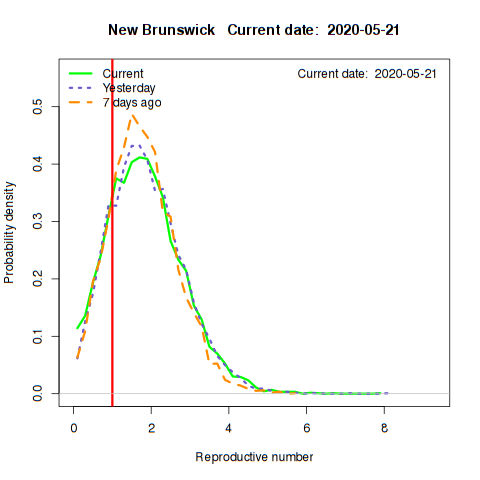 New Brunswick   Current date:  2020-05-21
Current
Yesterday
7 days ago
Current date:  2020-05-21
Probability density
0.5
0.4
0.3
0.2
0.1
0.0
0 2 4 6 8
Reproductive number